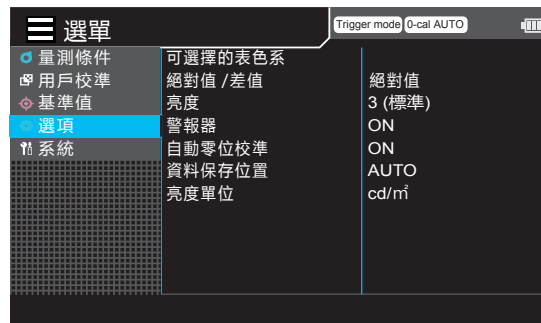 選單
Trigger mode 0-cal AUTO
量測條件
用戶校準
基準值
選項
系統
可選擇的表色系
絕對值 /差值 絕對值
亮度 3 (標準)
警報器 ON
自動零位校準 ON
資料保存位置 AUTO
亮度單位 cd/㎡